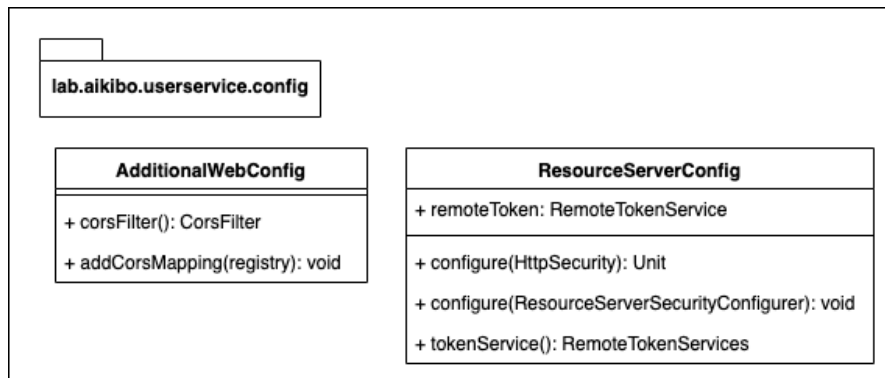 lab.aikibo.userservice.config
AdditionalWebConfig
+ corsFilter(): CorsFilter
+ addCorsMapping(registry): void
ResourceServerConfig
+ remoteToken: RemoteTokenService
+ configure(HttpSecurity): Unit
+ configure(ResourceServerSecurityConfigurer): void
+ tokenService(): RemoteTokenServices